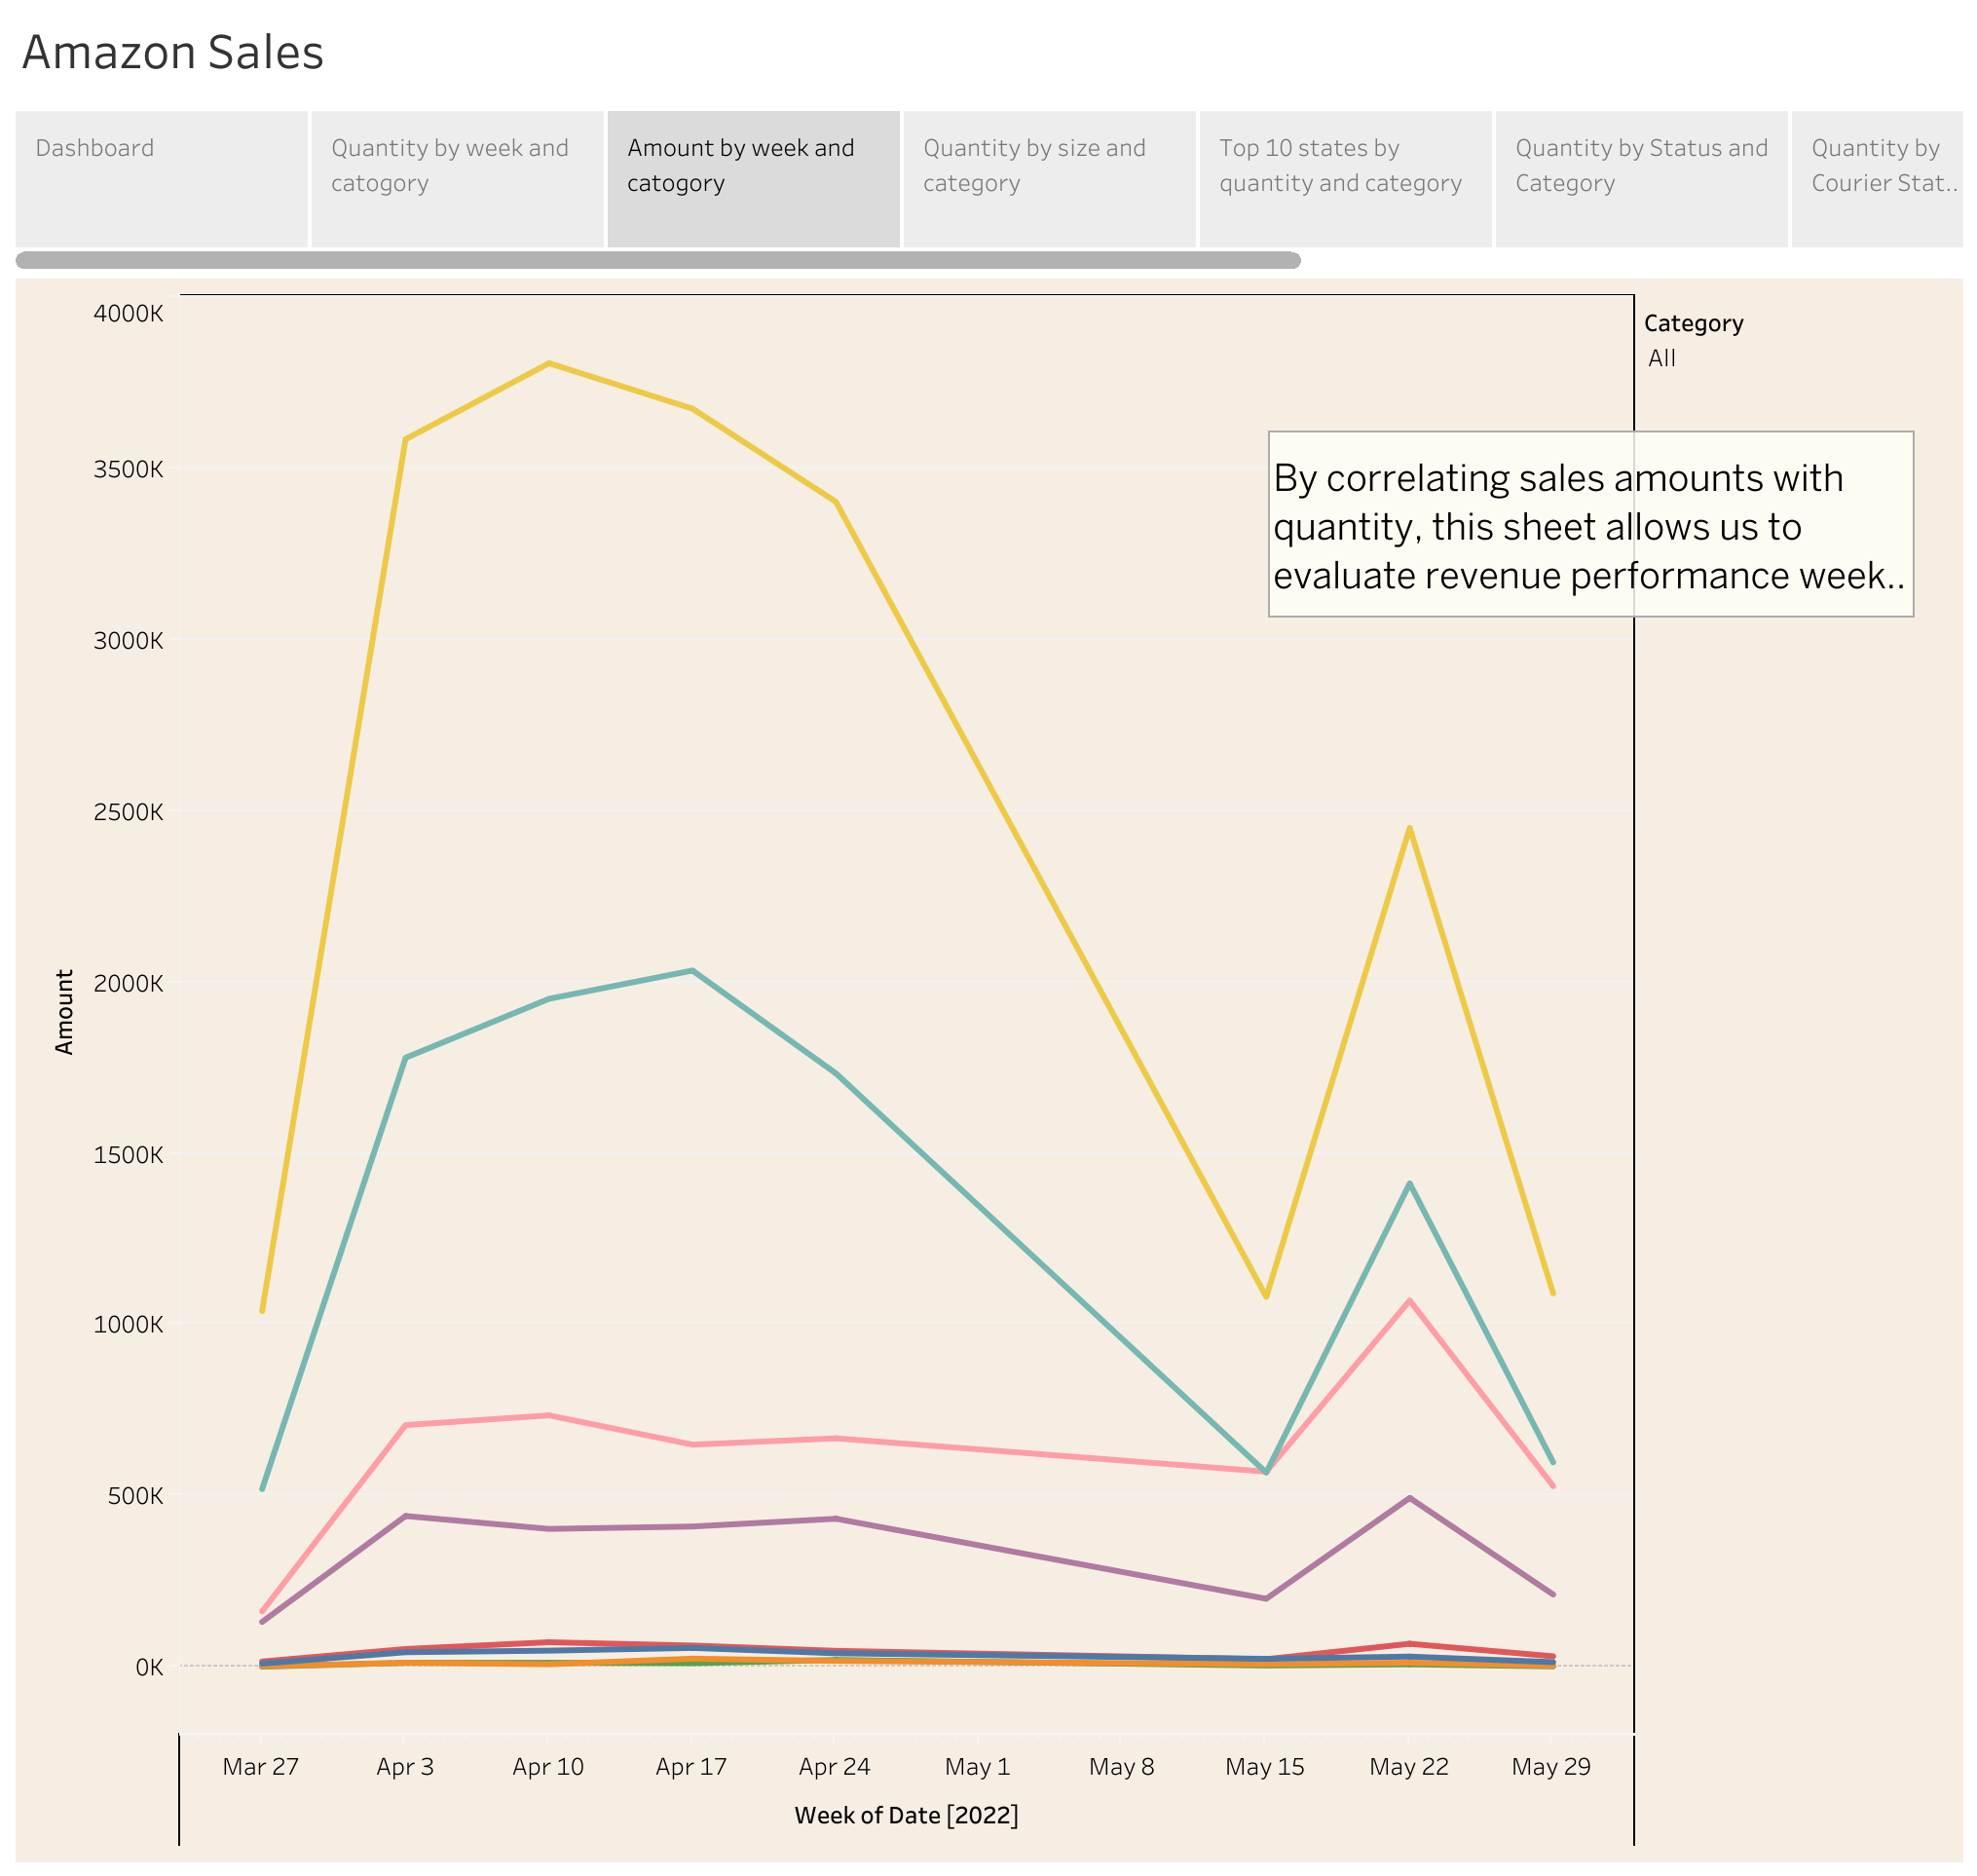 Amazon Sales
Dashboard
Quantity by week and
catogory
Amount by week and
catogory
Quantity by size and
category
Top 10 states by
quantity and category
Quantity by Status and
Category
Quantity by
Courier Stat..
4000K
3500K
3000K
2500K
2000K
1500K
1000K
500K
0K
Amount
Category
All
By correlating sales amounts with
quantity, this sheet allows us to
evaluate revenue performance week..
Mar 27
Apr 3
Apr 10
Apr 17
Apr 24
May 1
May 8
May 15
May 22
May 29
Week of Date [2022]